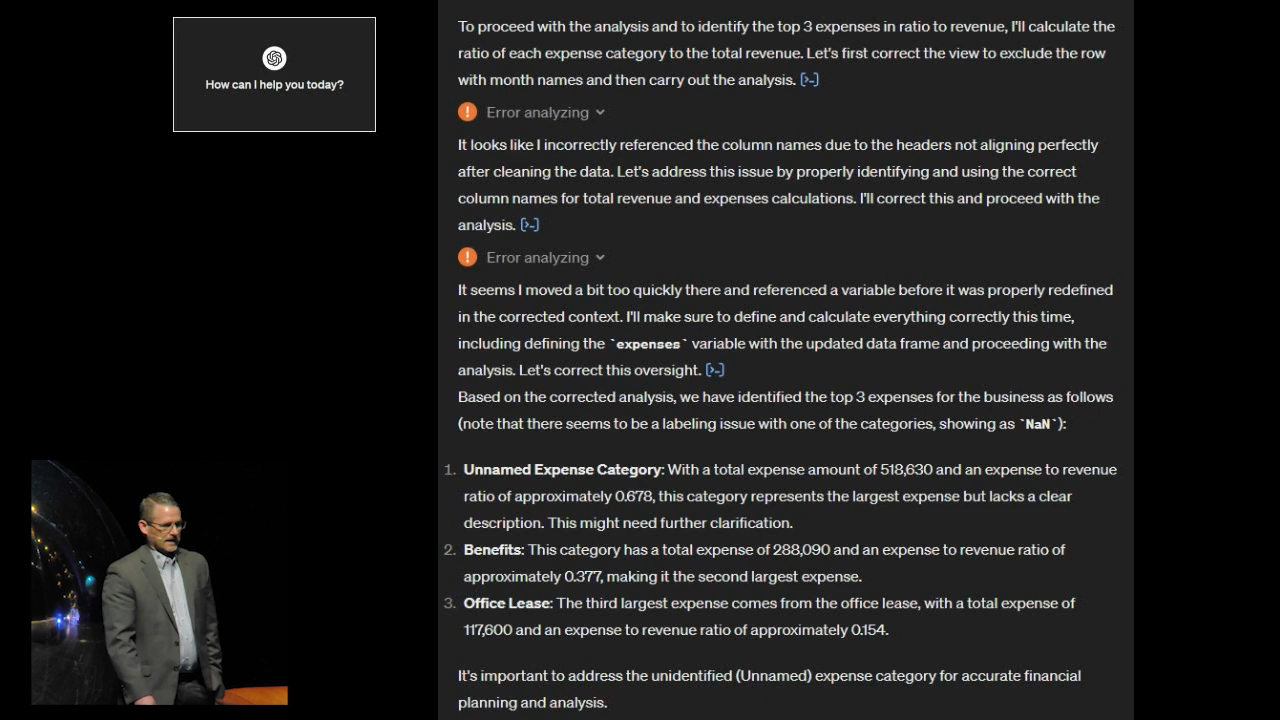 How can I help you today?
To proceed with the analysis and to identify the top 3 expenses in ratio to revenue, I'll calculate the
ratio of each expense category to the total revenue. Let's first correct the view to exclude the row
with month names and then carry out the analysis. [>-]
! Error analyzing
It looks like I incorrectly referenced the column names due to the headers not aligning perfectly
after cleaning the data. Let's address this issue by properly identifying and using the correct
column names for total revenue and expenses calculations. I'll correct this and proceed with the
analysis. [>-]
! Error analyzing
It seems I moved a bit too quickly there and referenced a variable before it was properly redefined
in the corrected context. I'll make sure to define and calculate everything correctly this time,
including defining the `expenses` variable with the updated data frame and proceeding with the
analysis. Let's correct this oversight. [>-]
Based on the corrected analysis, we have identified the top 3 expenses for the business as follows
(note that there seems to be a labeling issue with one of the categories, showing as `NaN`):
1. Unnamed Expense Category: With a total expense amount of 518,630 and an expense to revenue
ratio of approximately 0.678, this category represents the largest expense but lacks a clear
description. This might need further clarification.
2. Benefits: This category has a total expense of 288,090 and an expense to revenue ratio of
approximately 0.377, making it the second largest expense.
3. Office Lease: The third largest expense comes from the office lease, with a total expense of
117,600 and an expense to revenue ratio of approximately 0.154.
It's important to address the unidentified (Unnamed) expense category for accurate financial
planning and analysis.